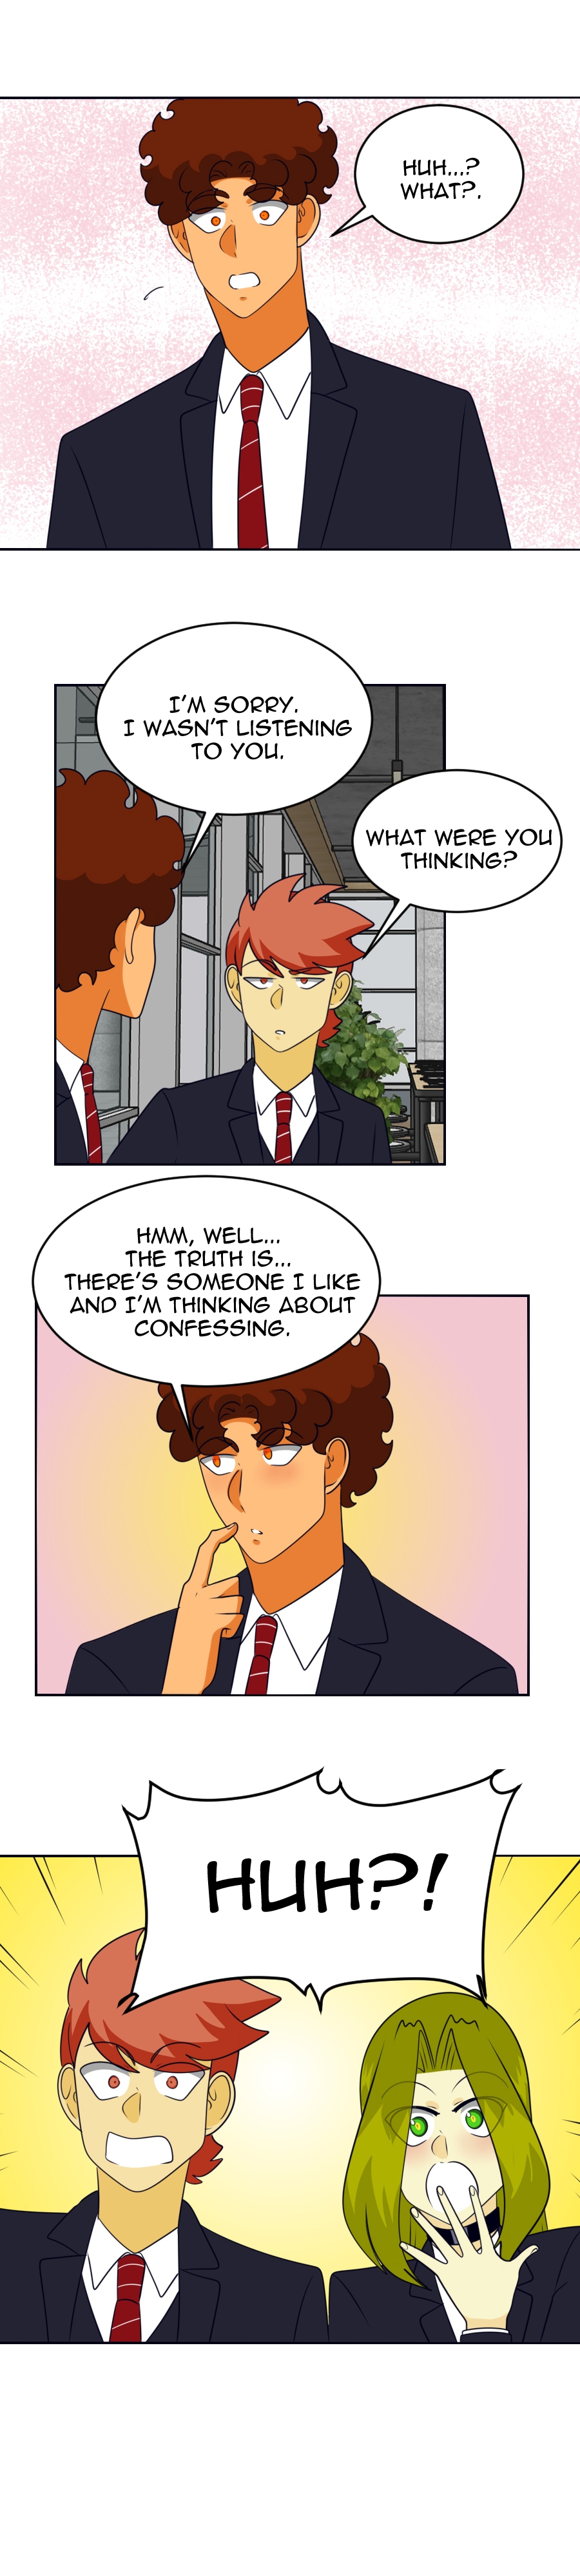 HUH...?
WHAT?.
I'M SORRY.
I WASN'T LISTENING
TO YOU.
WHAT WERE YOU
THINKING?
HMM, WELL...
THE TRUTH IS...
THERE'S SOMEONE I LIKE
AND I'M THINKING ABOUT
CONFESSING.
HUH?!